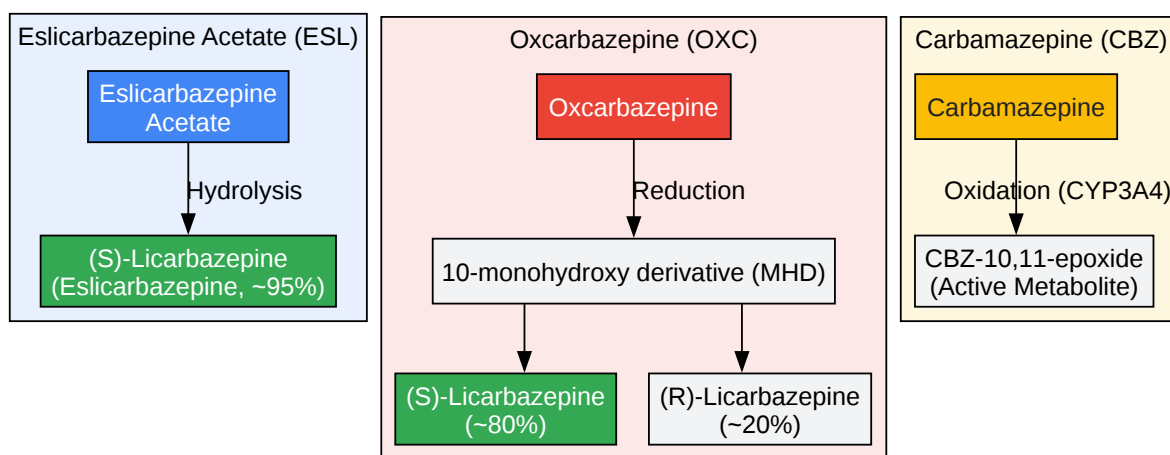 Eslicarbazepine Acetate (ESL)
Eslicarbazepine
Acetate
Hydrolysis
(S)-Licarbazepine
(Eslicarbazepine, ~95%)
Oxcarbazepine (OXC)
Oxcarbazepine
Reduction
10-monohydroxy derivative (MHD)
(S)-Licarbazepine
(~80%)
(R)-Licarbazepine
(~20%)
Carbamazepine (CBZ)
Carbamazepine
Oxidation (CYP3A4)
CBZ-10,11-epoxide
(Active Metabolite)